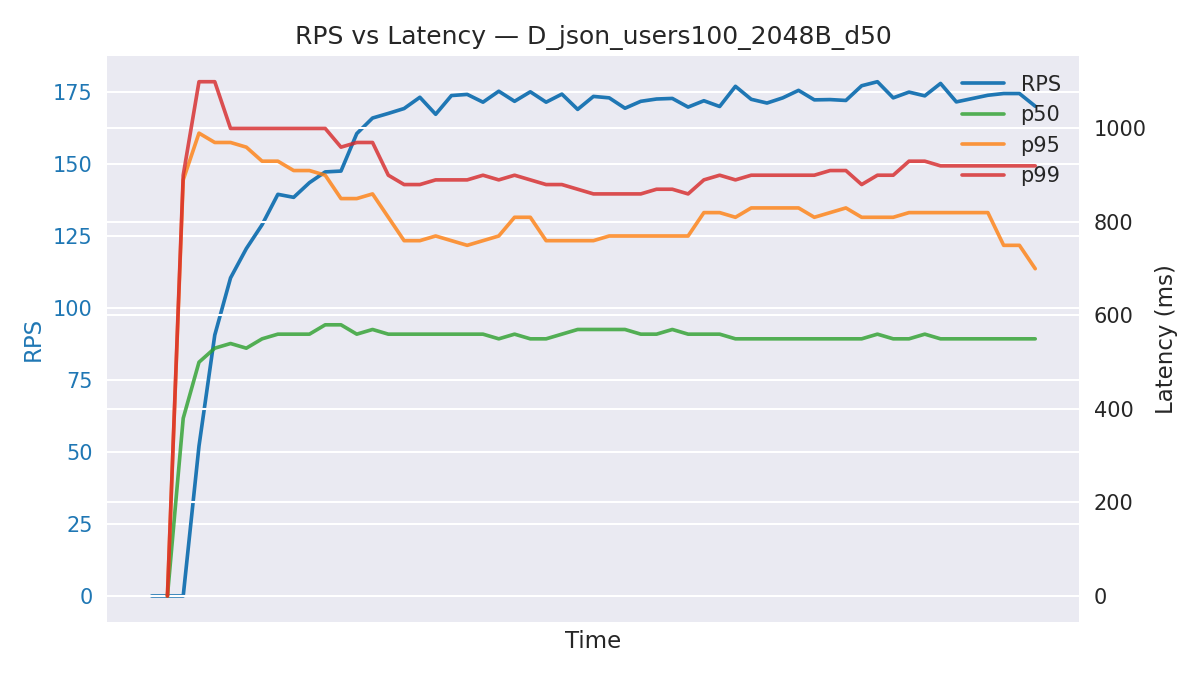 RPS vs Latency — D_json_users100_2048B_d50
RPS
p50
p95
p99
175
150
125
100
75
50
25
0
RPS
1000
800
600
400
200
0
Latency (ms)
Time